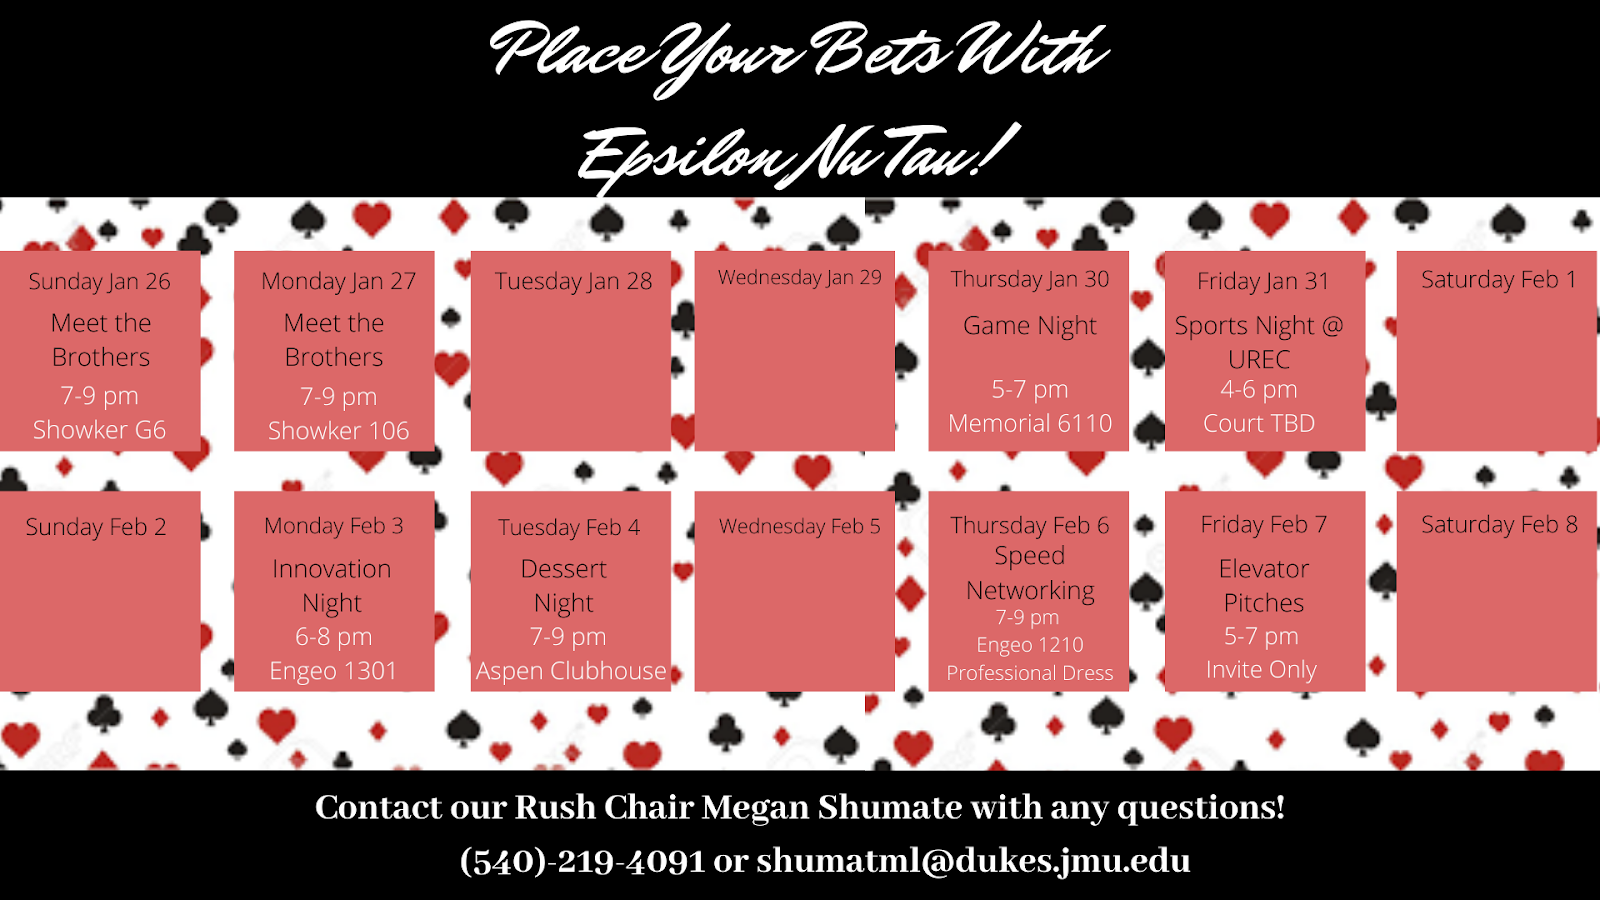 Place Your Bets With
Epsilon Nu Tau!
Sunday Jan 26
Meet the
Brothers
7-9 pm
Showker G6
Monday Jan 27
Meet the
Brothers
7-9 pm
Showker 106
Tuesday Jan 28
Wednesday Jan 29
Thursday Jan 30
Game Night
5-7 pm
Memorial 6110
Friday Jan 31
Sports Night @
UREC
4-6 pm
Court TBD
Saturday Feb 1
Sunday Feb 2
Monday Feb 3
Innovation
Night
6-8 pm
Engeo 1301
Tuesday Feb 4
Dessert
Night
7-9 pm
Aspen Clubhouse
Wednesday Feb 5
Thursday Feb 6
Speed
Networking
7-9 pm
Engeo 1210
Professional Dress
Friday Feb 7
Elevator
Pitches
5-7 pm
Invite Only
Saturday Feb 8
Contact our Rush Chair Megan Shumate with any questions!
(540)-219-4091 or shumatml@dukes.jmu.edu